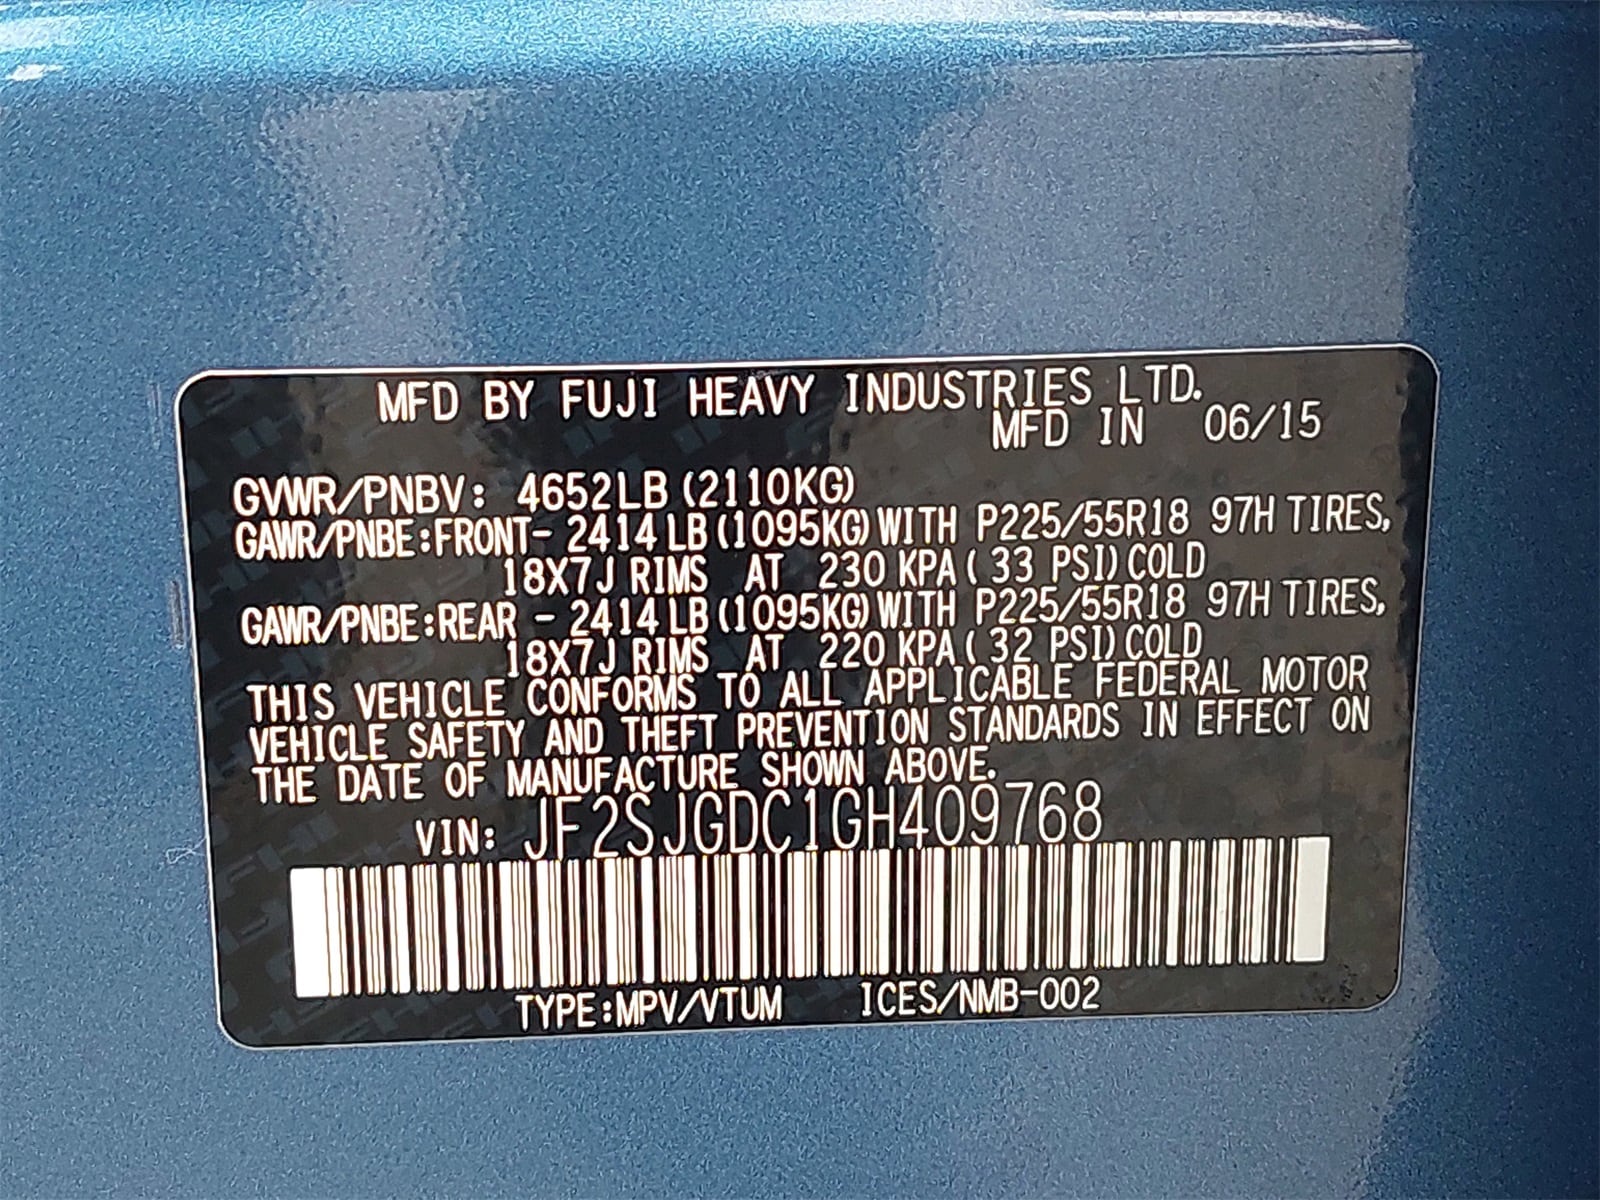 MFD BY FUJI HEAVY INDUSTRIES LTD.
MFD IN 06/15
GVWR/PNBV: 4652LB (2110KG)
GAWR/PNBE:FRONT- 2414 LB (1095KG) WITH P225/55R18 97H TIRES,
18X7J RIMS AT 230 KPA ( 33 PSI) COLD
GAWR/PNBE:REAR - 2414 LB (1095KG) WITH P225/55R18 97H TIRES,
18X7J RIMS AT 220 KPA ( 32 PSI) COLD
THIS VEHICLE CONFORMS TO ALL APPLICABLE FEDERAL MOTOR
VEHICLE SAFETY AND THEFT PREVENTION STANDARDS IN EFFECT ON
THE DATE OF MANUFACTURE SHOWN ABOVE.
VIN: JF2SJGDC1GH409768
TYPE:MPV/VTUM ICES/NMB-002